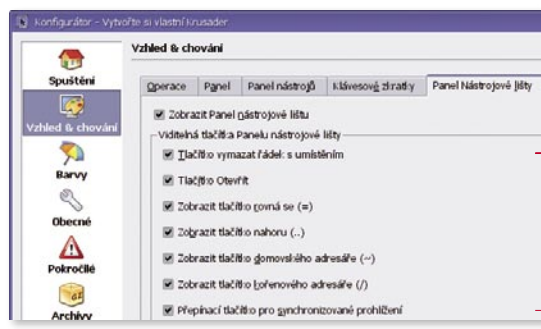 Konfigurátor - Vytvořte si vlastní Krusader
Spuštění
Vzhled & chování
Barvy
Obecné
Pokročilé
Archivy
Vzhled & chování
Operace Panel Panel nástrojů Klávesové zkratky Panel Nástrojové lišty
Zobrazit Panel nástrojové lištu
Viditelná tlačítka Panelu nástrojové lišty
Tlačítko vymazat řádek s umístěním
Tlačítko Otevřít
Zobrazit tlačítko rovná se (=)
Zobrazit tlačítko nahoru (..)
Zobrazit tlačítko domovského adresáře (~)
Zobrazit tlačítko kořenového adresáře (/)
Přepínací tlačítko pro synchronizované prohlížení